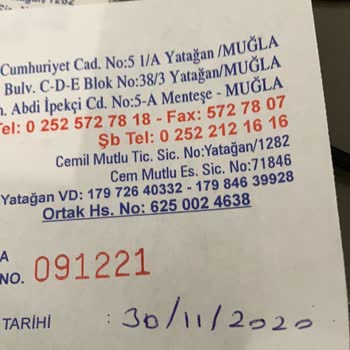 Cumhuriyet Cad. No:5 1/A Yatağan /MUĞLA
Bulv. C-D-E Blok No:38/3 Yatağan/MUĞLA
Abdi İpekçi Cd. No:5-A Menteşe - MUĞLA
Tel: 0 252 572 78 18 - Fax: 572 78 07
Şb Tel: 0 252 212 16 16
Cemil Mutlu Tic. Sic. No:Yatağan/1282
Cem Mutlu Es. Sic. No:71846
Yatağan VD: 179 726 40332 - 179 846 39928
Ortak Hs. No: 625 002 4638
A
NO. 091221
TARİHİ : 30/11/2020